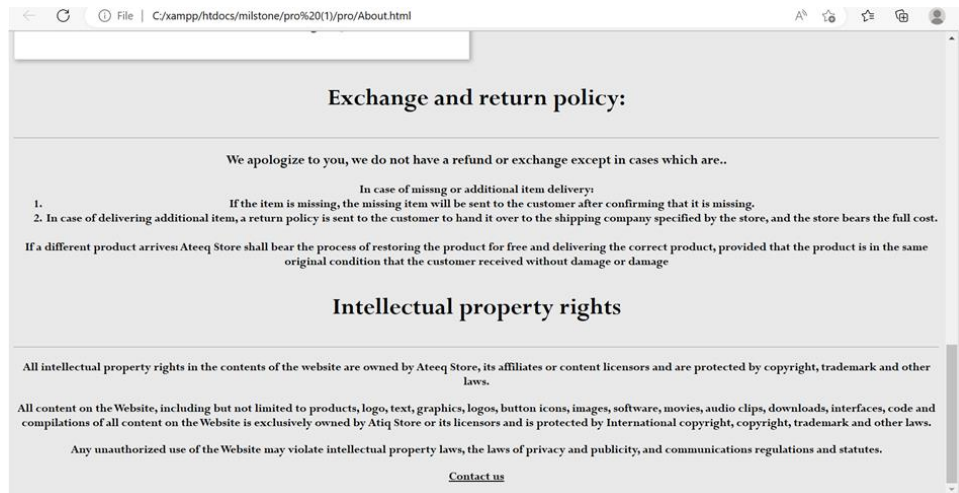 File | C:/xampp/htdocs/milstone/pro%20(1)/pro/About.html
Exchange and return policy:
We apologize to you, we do not have a refund or exchange except in cases which are..
In case of missng or additional item delivery:
1. If the item is missing, the missing item will be sent to the customer after confirming that it is missing.
2. In case of delivering additional item, a return policy is sent to the customer to hand it over to the shipping company specified by the store, and the store bears the full cost.
If a different product arrives: Ateeq Store shall bear the process of restoring the product for free and delivering the correct product, provided that the product is in the same
original condition that the customer received without damage or damage
Intellectual property rights
All intellectual property rights in the contents of the website are owned by Ateeq Store, its affiliates or content licensors and are protected by copyright, trademark and other
laws.
All content on the Website, including but not limited to products, logo, text, graphics, logos, button icons, images, software, movies, audio clips, downloads, interfaces, code and
compilations of all content on the Website is exclusively owned by Atiq Store or its licensors and is protected by International copyright, copyright, trademark and other laws.
Any unauthorized use of the Website may violate intellectual property laws, the laws of privacy and publicity, and communications regulations and statutes.
Contact us